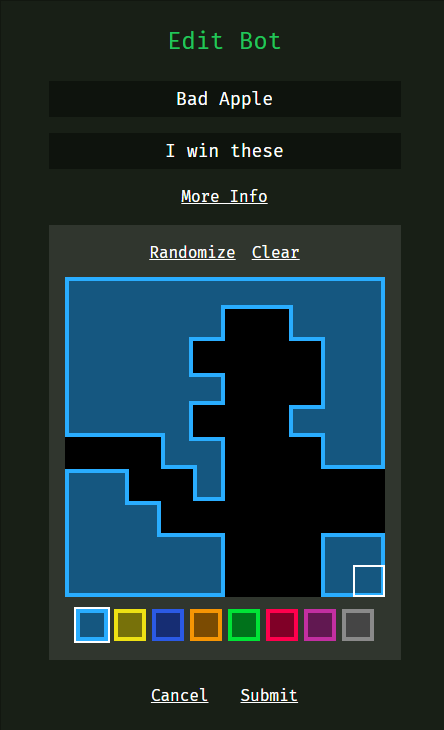 Edit Bot
Bad Apple
I win these
More Info
Randomize Clear
Cancel Submit